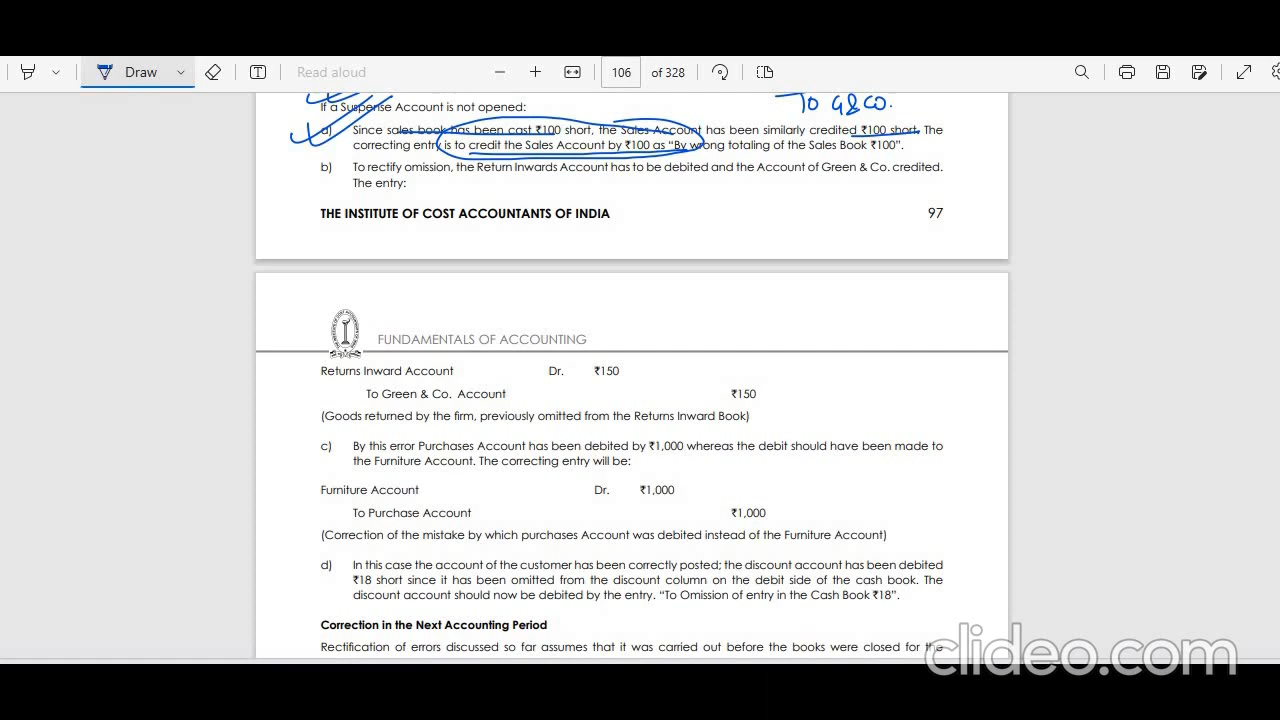 Draw
Read aloud
106 of 328
To G&Co.
If a Suspense Account is not opened:
a) Since sales book has been cast ₹100 short, the Sales Account has been similarly credited ₹100 short. The
correcting entry is to credit the Sales Account by ₹100 as “By wrong totaling of the Sales Book ₹100”.
b) To rectify omission, the Return Inwards Account has to be debited and the Account of Green & Co. credited.
The entry:
THE INSTITUTE OF COST ACCOUNTANTS OF INDIA 97
FUNDAMENTALS OF ACCOUNTING
Returns Inward Account Dr. ₹150
To Green & Co. Account ₹150
(Goods returned by the firm, previously omitted from the Returns Inward Book)
c) By this error Purchases Account has been debited by ₹1,000 whereas the debit should have been made to
the Furniture Account. The correcting entry will be:
Furniture Account Dr. ₹1,000
To Purchase Account ₹1,000
(Correction of the mistake by which purchases Account was debited instead of the Furniture Account)
d) In this case the account of the customer has been correctly posted; the discount account has been debited
₹18 short since it has been omitted from the discount column on the debit side of the cash book. The
discount account should now be debited by the entry. “To Omission of entry in the Cash Book ₹18”.
Correction in the Next Accounting Period
Rectification of errors discussed so far assumes that it was carried out before the books were closed for the
clideo.com